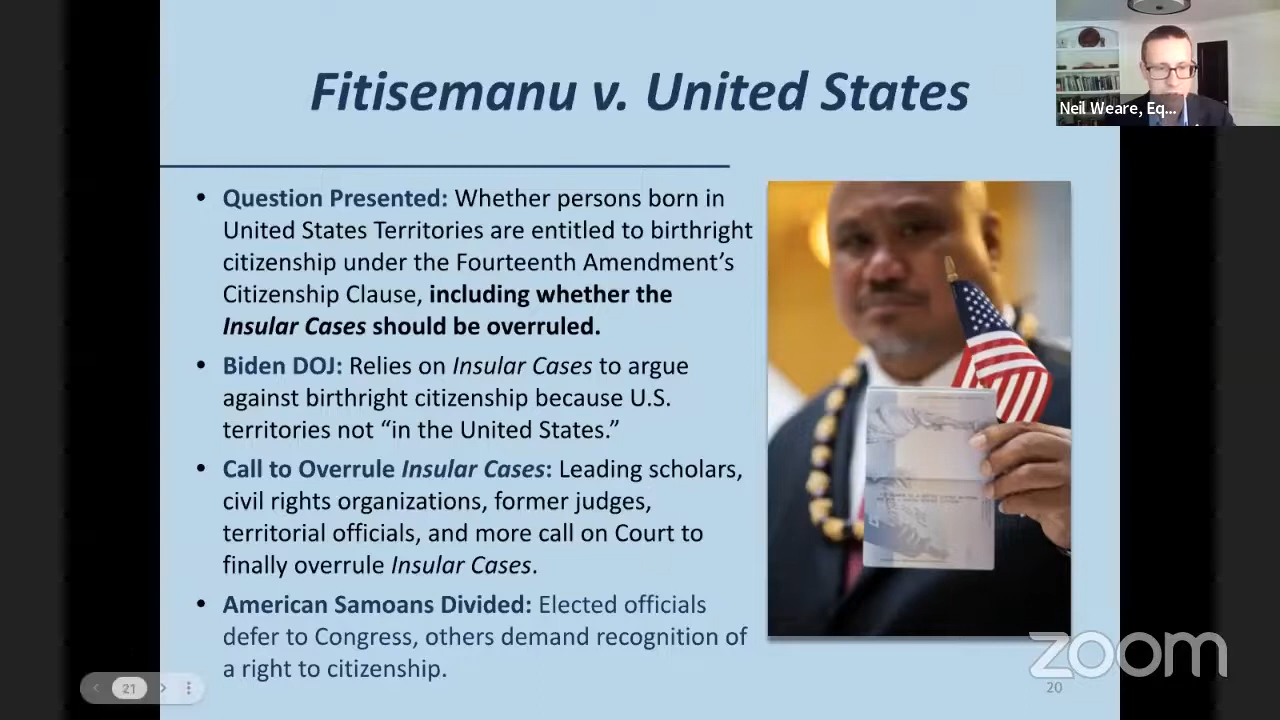 Fitisemanu v. United States
Neil Weare, Eq...
• Question Presented: Whether persons born in
United States Territories are entitled to birthright
citizenship under the Fourteenth Amendment’s
Citizenship Clause, including whether the
Insular Cases should be overruled.
• Biden DOJ: Relies on Insular Cases to argue
against birthright citizenship because U.S.
territories not “in the United States.”
• Call to Overrule Insular Cases: Leading scholars,
civil rights organizations, former judges,
territorial officials, and more call on Court to
finally overrule Insular Cases.
• American Samoans Divided: Elected officials
defer to Congress, others demand recognition of
a right to citizenship.
21
zoom
20